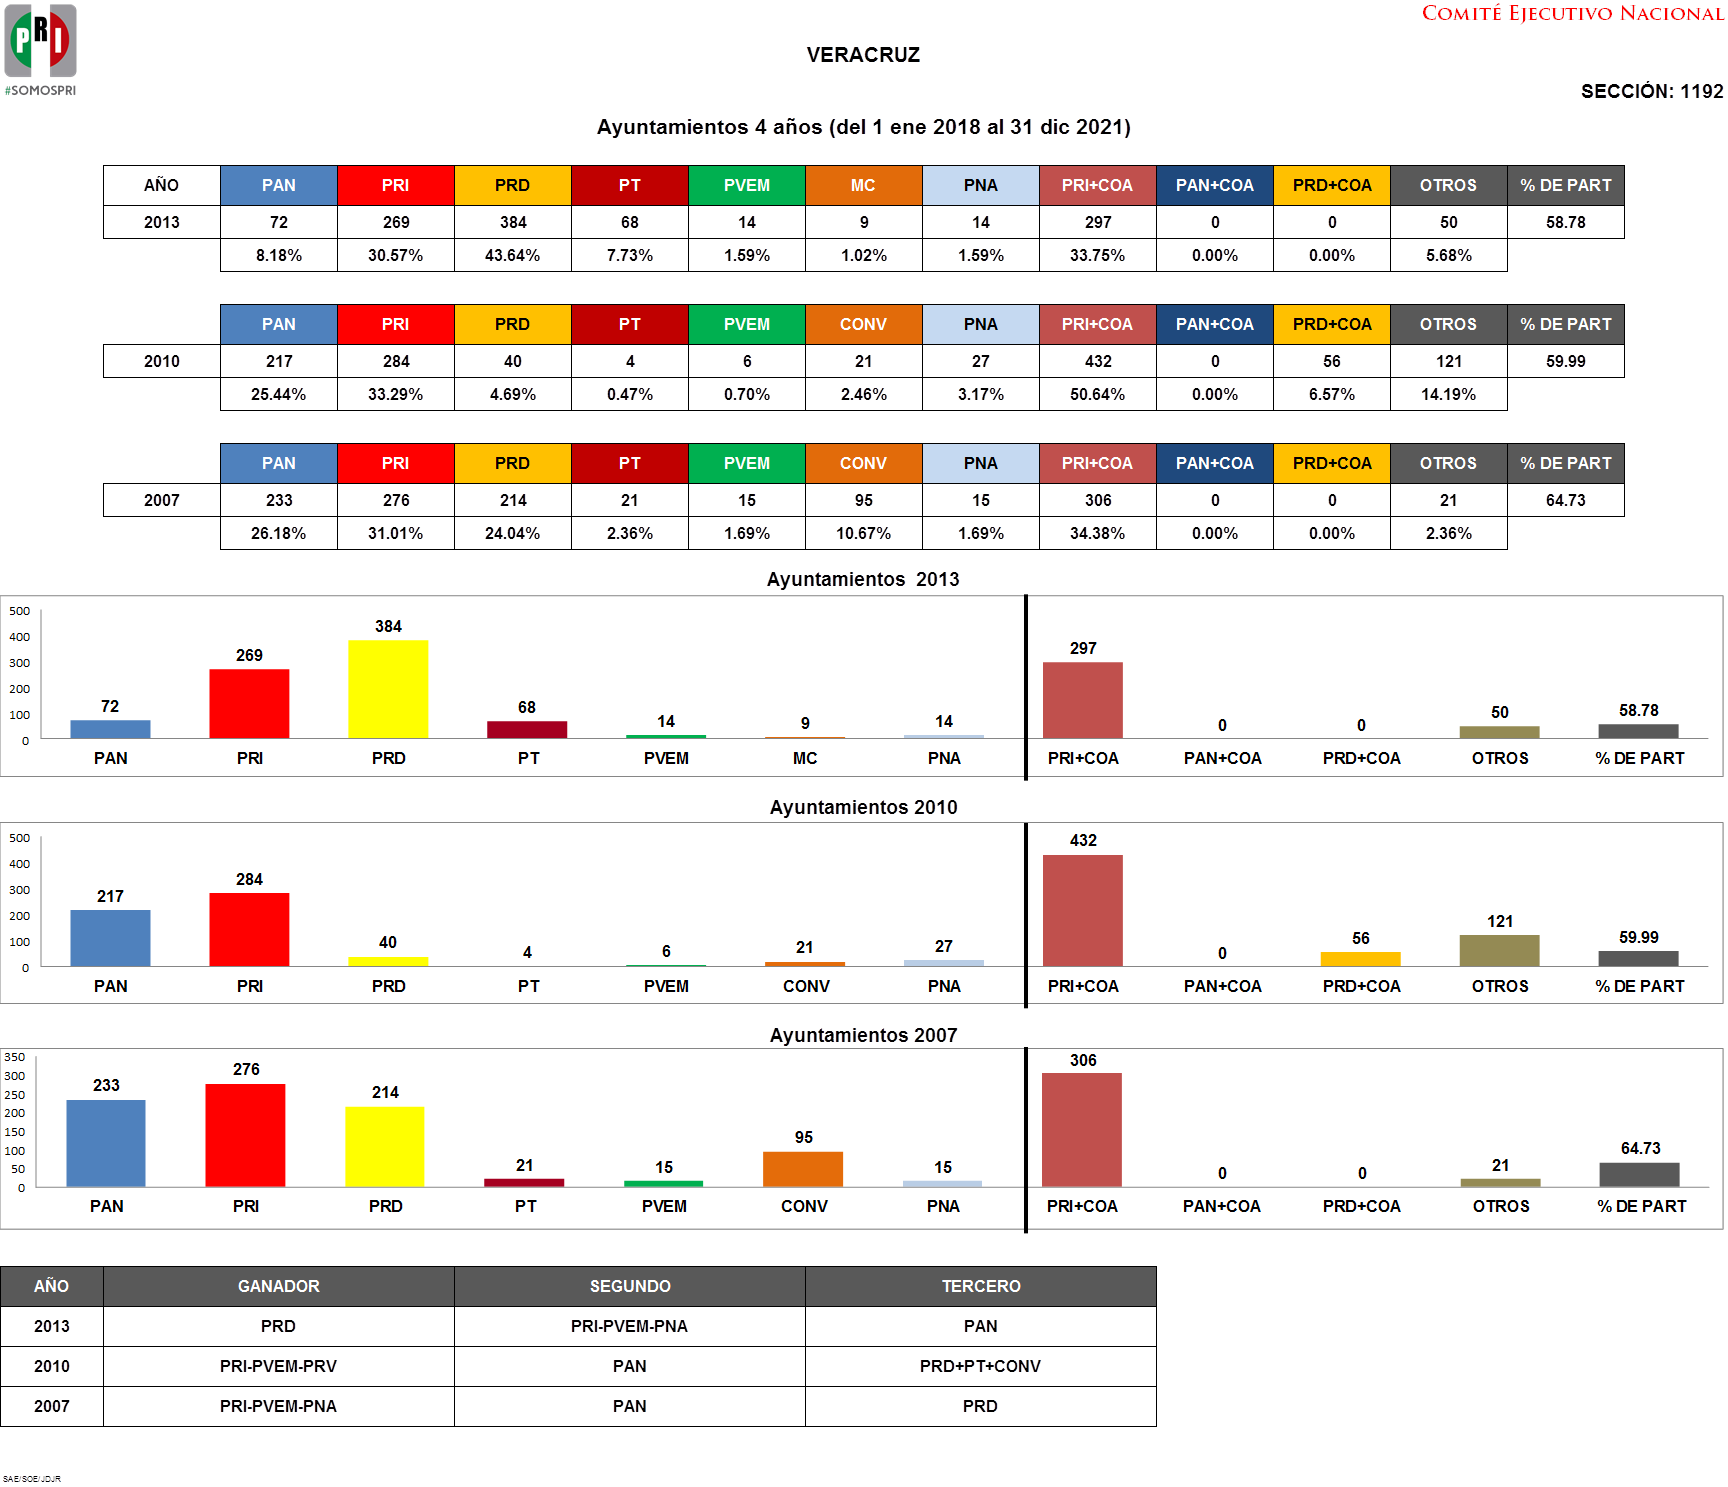 PRI
#SOMOSPRI
COMITÉ EJECUTIVO NACIONAL
VERACRUZ
SECCIÓN: 1192
Ayuntamientos 4 años (del 1 ene 2018 al 31 dic 2021)
AÑO PAN PRI PRD PT PVEM MC PNA PRI+COA PAN+COA PRD+COA OTROS % DE PART
2013 72 269 384 68 14 9 14 297 0 0 50 58.78
8.18% 30.57% 43.64% 7.73% 1.59% 1.02% 1.59% 33.75% 0.00% 0.00% 5.68%
PAN PRI PRD PT PVEM CONV PNA PRI+COA PAN+COA PRD+COA OTROS % DE PART
2010 217 284 40 4 6 21 27 432 0 56 121 59.99
25.44% 33.29% 4.69% 0.47% 0.70% 2.46% 3.17% 50.64% 0.00% 6.57% 14.19%
PAN PRI PRD PT PVEM CONV PNA PRI+COA PAN+COA PRD+COA OTROS % DE PART
2007 233 276 214 21 15 95 15 306 0 0 21 64.73
26.18% 31.01% 24.04% 2.36% 1.69% 10.67% 1.69% 34.38% 0.00% 0.00% 2.36%
Ayuntamientos 2013
500
400
300
200
100
0
72 269 384 68 14 9 14 297 0 0 50 58.78
PAN PRI PRD PT PVEM MC PNA PRI+COA PAN+COA PRD+COA OTROS % DE PART
Ayuntamientos 2010
500
400
300
200
100
0
217 284 40 4 6 21 27 432 0 56 121 59.99
PAN PRI PRD PT PVEM CONV PNA PRI+COA PAN+COA PRD+COA OTROS % DE PART
Ayuntamientos 2007
350
300
250
200
150
100
50
0
233 276 214 21 15 95 15 306 0 0 21 64.73
PAN PRI PRD PT PVEM CONV PNA PRI+COA PAN+COA PRD+COA OTROS % DE PART
AÑO GANADOR SEGUNDO TERCERO
2013 PRD PRI-PVEM-PNA PAN
2010 PRI-PVEM-PRV PAN PRD+PT+CONV
2007 PRI-PVEM-PNA PAN PRD
SAE/SOE/JDJR